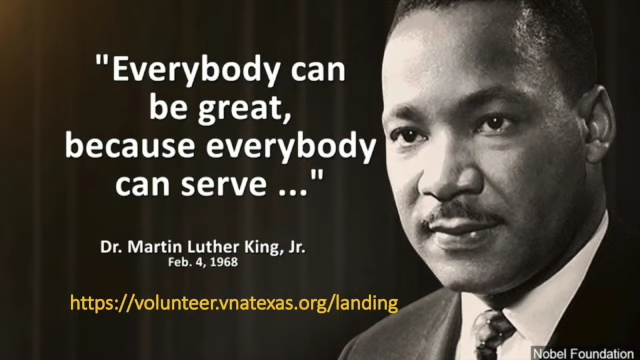 "Everybody can
be great,
because everybody
can serve ..."
Dr. Martin Luther King, Jr.
Feb. 4, 1968
https://volunteer.vnatexas.org/landing
Nobel Foundation